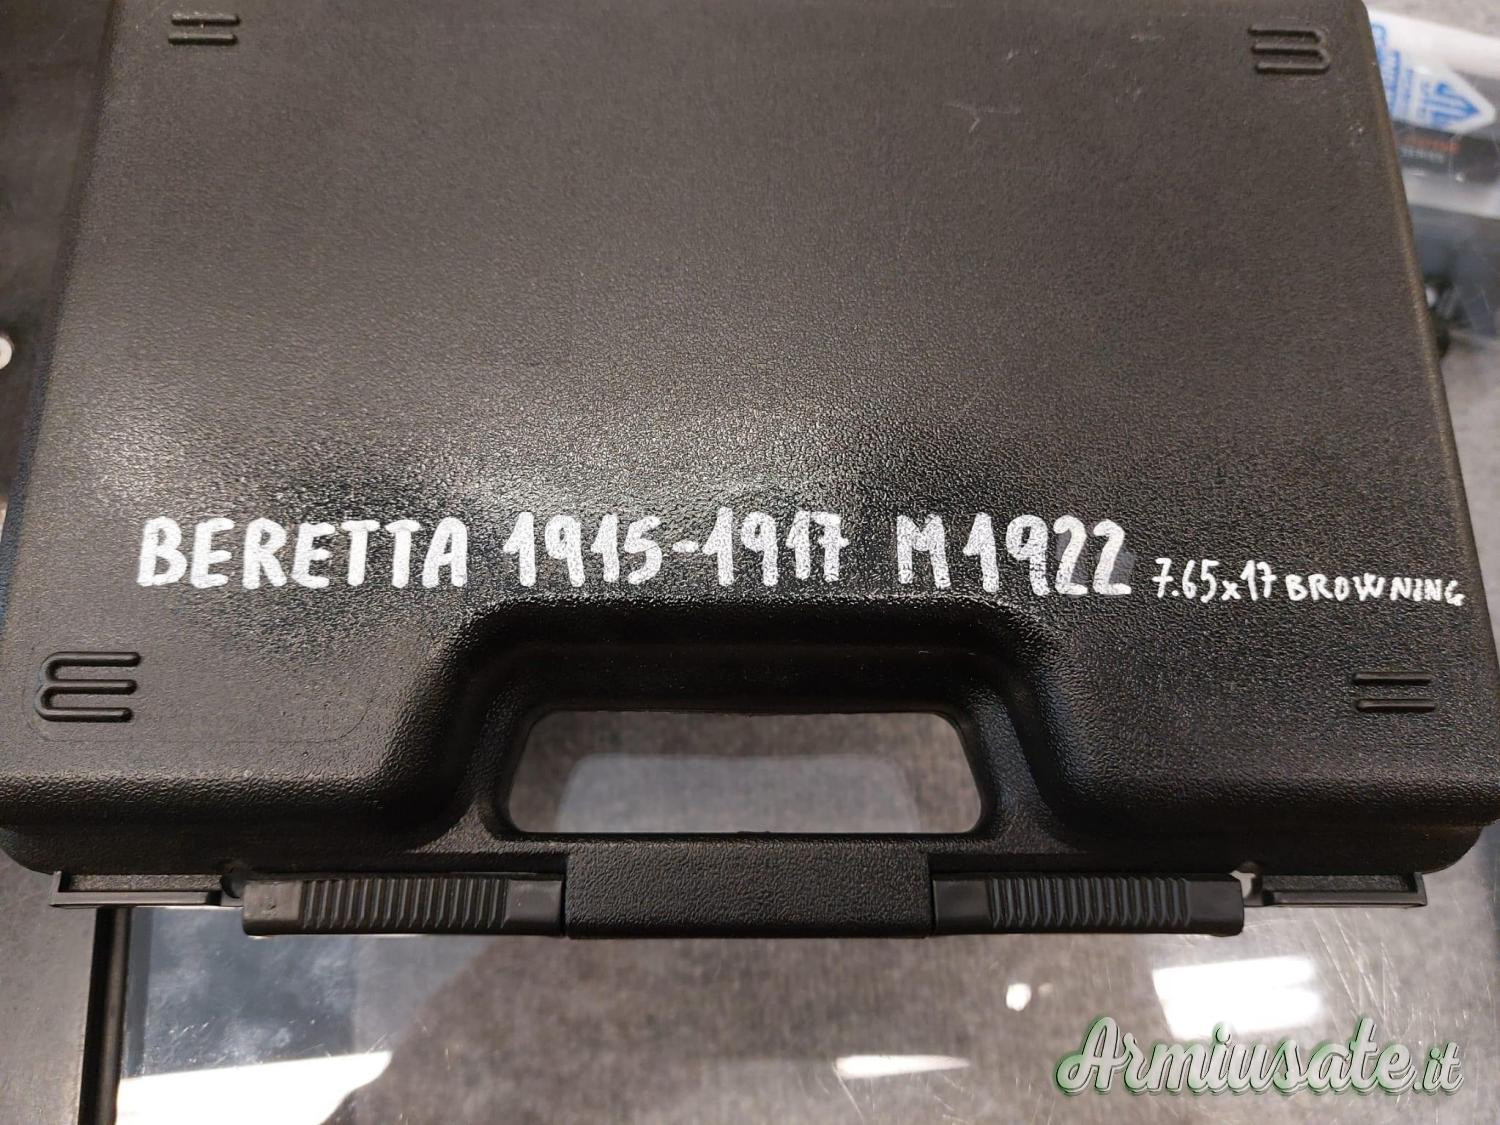 BERETTA 1915-1917 M1922 7.65x17 BROWNING
Armiusate.it